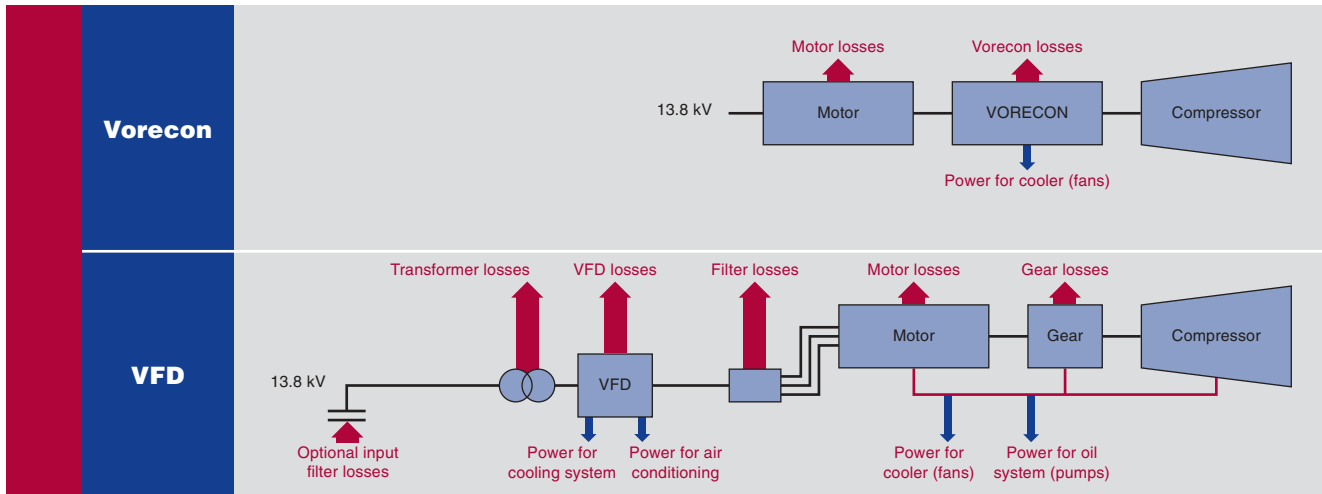 Vorecon
Motor losses
Vorecon losses
13.8 kV
Motor
VORECON
Compressor
Power for cooler (fans)
VFD
Transformer losses
VFD losses
Filter losses
Motor losses
Gear losses
13.8 kV
VFD
Motor
Gear
Compressor
Optional input
filter losses
Power for
cooling system
Power for air
conditioning
Power for
cooler (fans)
Power for oil
system (pumps)